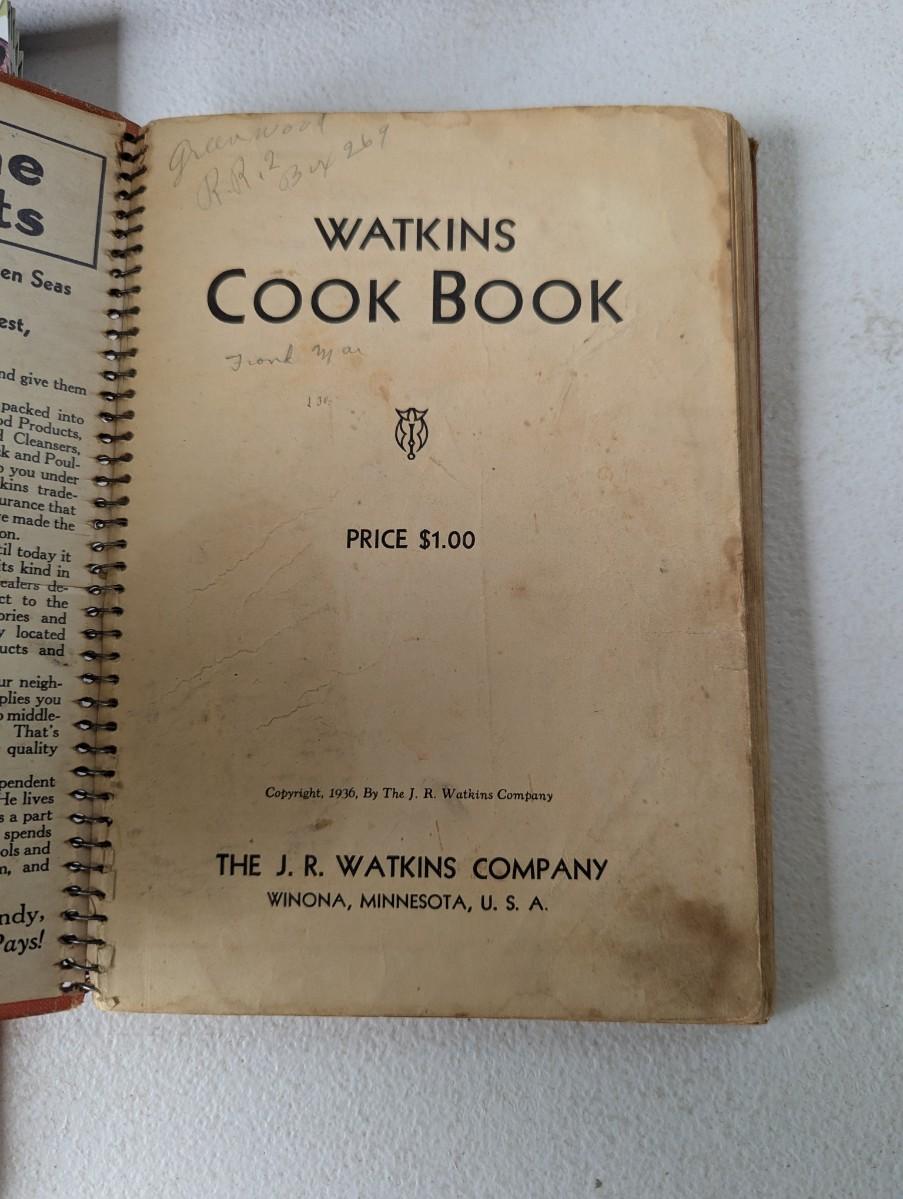 ne
ts
en Seas
est,
nd give them
packed into
od Products,
d Cleansers,
k and Poul-
o you under
kins trade-
urance that
e made the
on.
til today it
its kind in
ealers de-
ct to the
ories and
y located
ucts and
ur neigh-
plies you
o middle-
That's
quality
pendent
He lives
s a part
spends
ols and
n, and
ndy,
Pays!
Greenwood
R.R. 2 Box 269
WATKINS
COOK BOOK
PRICE $1.00
Copyright, 1936, By The J. R. Watkins Company
THE J. R. WATKINS COMPANY
WINONA, MINNESOTA, U. S. A.